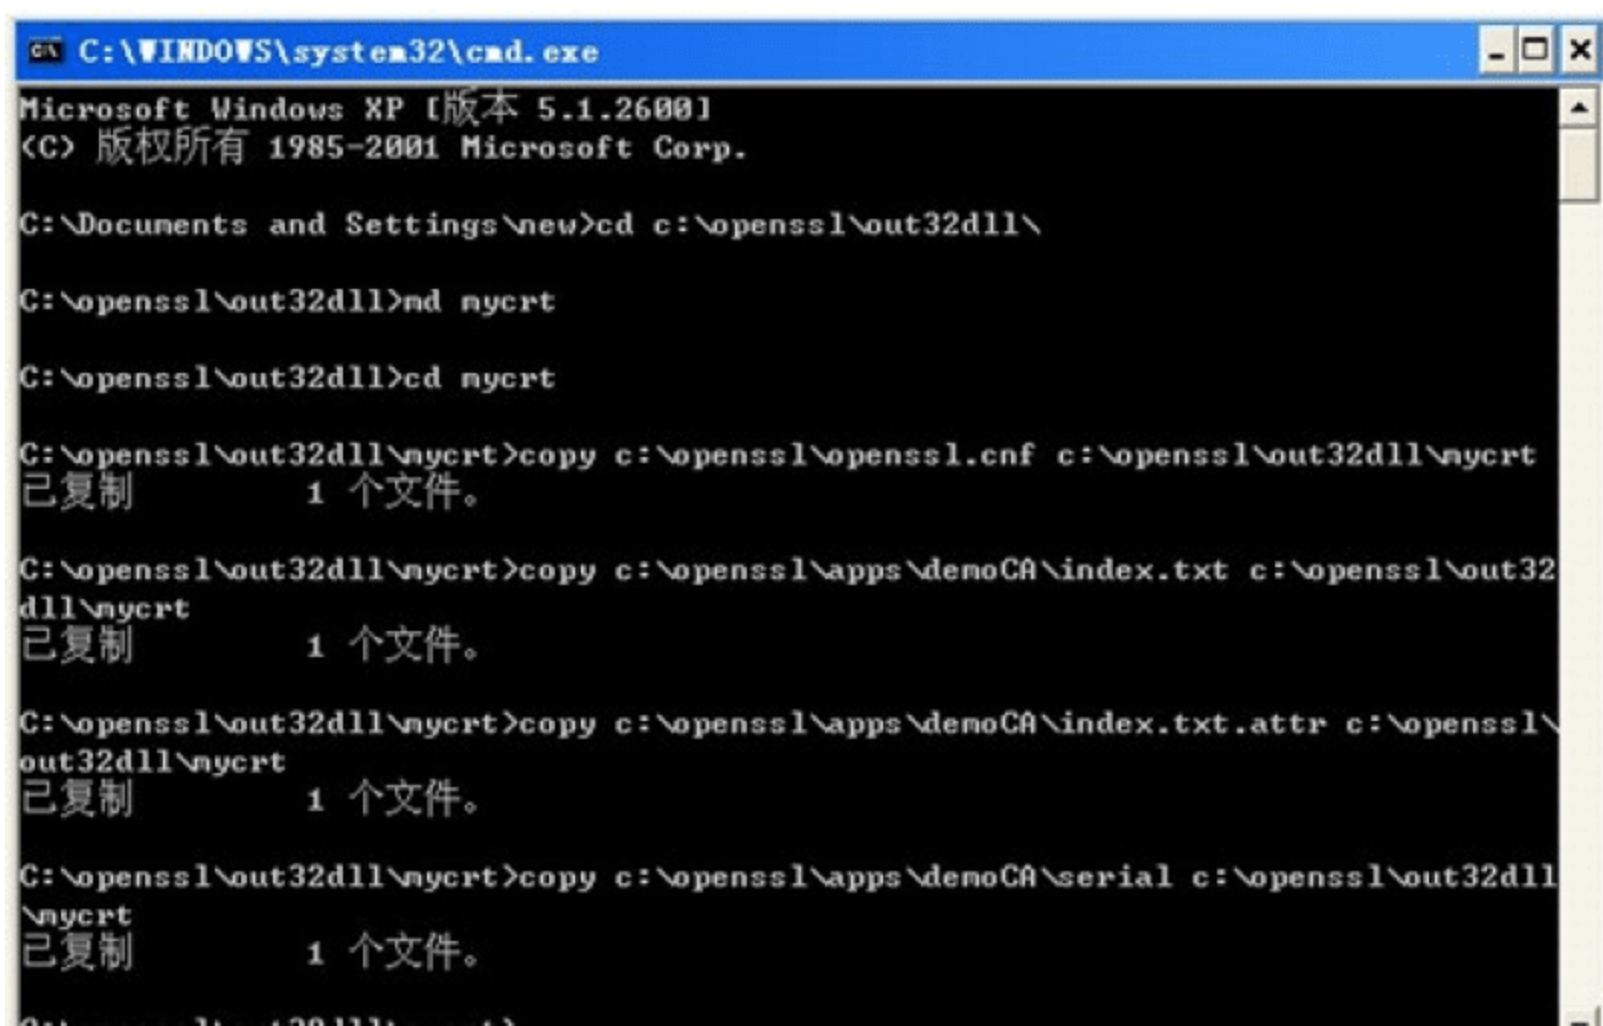 C:\WINDOWS\system32\cmd.exe
Microsoft Windows XP [版本 5.1.2600]
(C) 版权所有 1985-2001 Microsoft Corp.
C:\Documents and Settings\new>cd c:\openssl\out32dll\
C:\openssl\out32dll>md mycrt
C:\openssl\out32dll>cd mycrt
C:\openssl\out32dll\mycrt>copy c:\openssl\openssl.cnf c:\openssl\out32dll\mycrt
已复制         1 个文件。
C:\openssl\out32dll\mycrt>copy c:\openssl\apps\demoCA\index.txt c:\openssl\out32
dll\mycrt
已复制         1 个文件。
C:\openssl\out32dll\mycrt>copy c:\openssl\apps\demoCA\index.txt.attr c:\openssl\
out32dll\mycrt
已复制         1 个文件。
C:\openssl\out32dll\mycrt>copy c:\openssl\apps\demoCA\serial c:\openssl\out32dll
\mycrt
已复制         1 个文件。